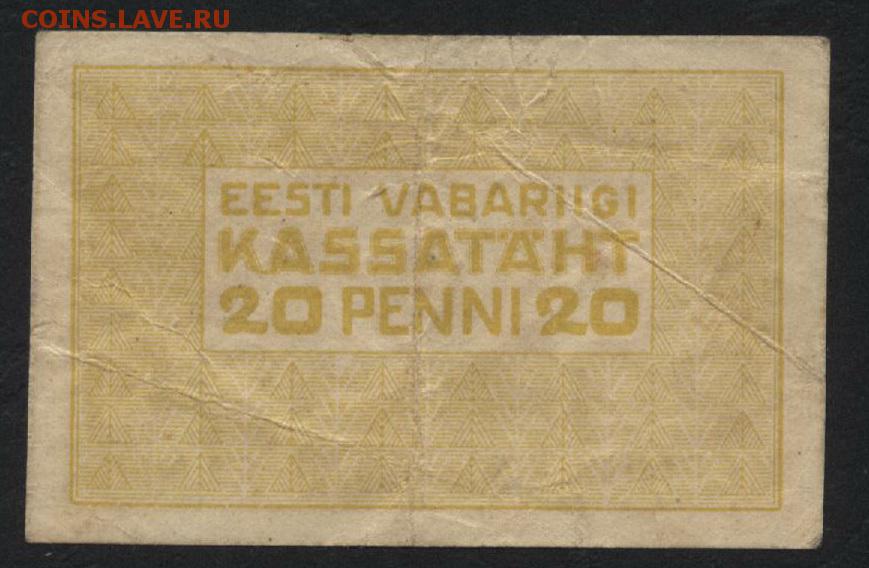 COINS.LAVE.RU
EESTI VABARIIGI
KASSATÄHT
20 PENNI 20